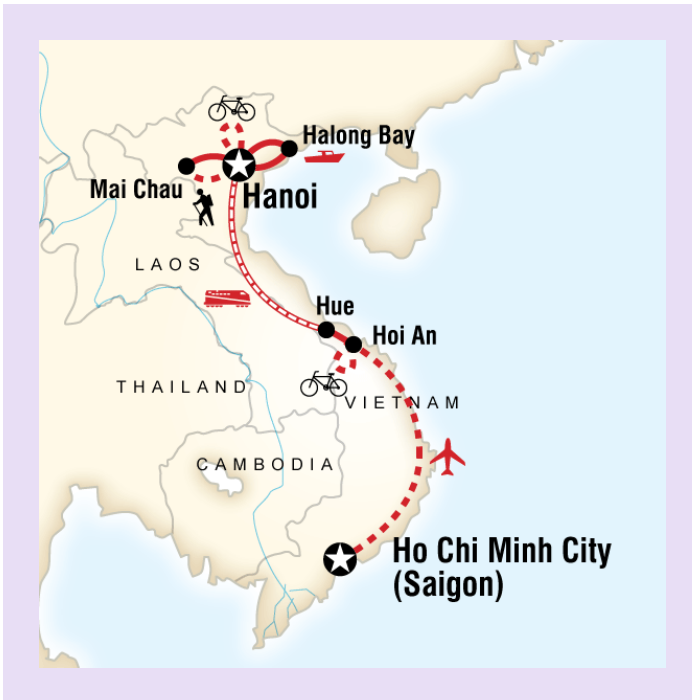 Halong Bay
Mai Chau
Hanoi
LAOS
Hue
Hoi An
THAILAND
VIETNAM
CAMBODIA
Ho Chi Minh City
(Saigon)